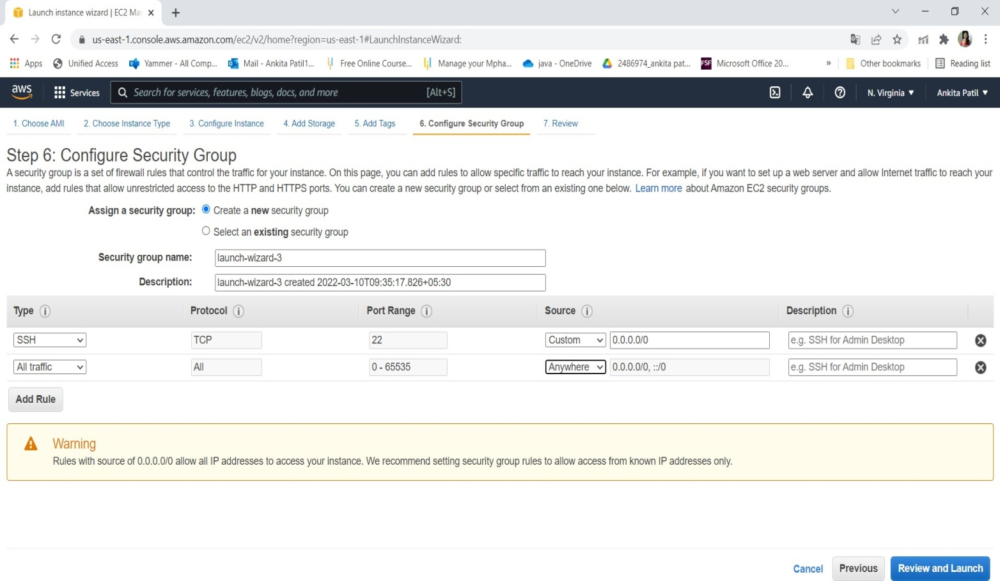 Launch instance wizard | EC2 Ma
us-east-1.console.aws.amazon.com/ec2/v2/home?region=us-east-1#LaunchInstanceWizard:
Apps Unified Access Yammer - All Comp... Mail - Ankita Patil1... Free Online Course... Manage your Mpha... java - OneDrive 2486974_ankita pat... FSF Microsoft Office 20... » Other bookmarks Reading list
aws Services Search for services, features, blogs, docs, and more [Alt+S] N. Virginia ▼ Ankita Patil ▼
1. Choose AMI 2. Choose Instance Type 3. Configure Instance 4. Add Storage 5. Add Tags 6. Configure Security Group 7. Review
Step 6: Configure Security Group
A security group is a set of firewall rules that control the traffic for your instance. On this page, you can add rules to allow specific traffic to reach your instance. For example, if you want to set up a web server and allow Internet traffic to reach your
instance, add rules that allow unrestricted access to the HTTP and HTTPS ports. You can create a new security group or select from an existing one below. Learn more about Amazon EC2 security groups.
Assign a security group: Create a new security group
Select an existing security group
Security group name: launch-wizard-3
Description: launch-wizard-3 created 2022-03-10T09:35:17.826+05:30
Type i Protocol i Port Range i Source i Description i
SSH TCP 22 Custom 0.0.0.0/0 e.g. SSH for Admin Desktop
All traffic All 0 - 65535 Anywhere 0.0.0.0/0, ::/0 e.g. SSH for Admin Desktop
Add Rule
Warning
Rules with source of 0.0.0.0/0 allow all IP addresses to access your instance. We recommend setting security group rules to allow access from known IP addresses only.
Cancel Previous Review and Launch